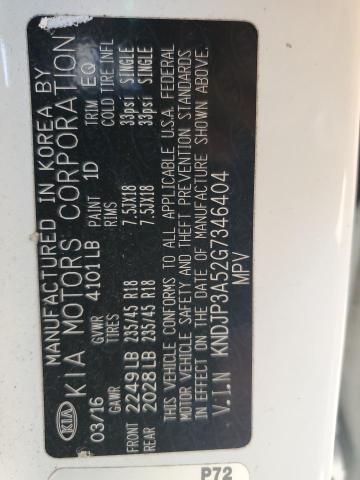 MANUFACTURED IN KOREA BY
KIA KIA MOTORS CORPORATION
03/16 GVWR 4101LB PAINT 1D TRIM EQ
GAWR TIRES RIMS COLD TIRE INFL
FRONT 2249LB 235/45 R18 7.5JX18 33psi SINGLE
REAR 2028LB 235/45 R18 7.5JX18 33psi SINGLE
THIS VEHICLE CONFORMS TO ALL APPLICABLE U.S.A. FEDERAL
MOTOR VEHICLE SAFETY AND THEFT PREVENTION STANDARDS
IN EFFECT ON THE DATE OF MANUFACTURE SHOWN ABOVE.
V.I.N KNDJP3A52G7346404
MPV
P72